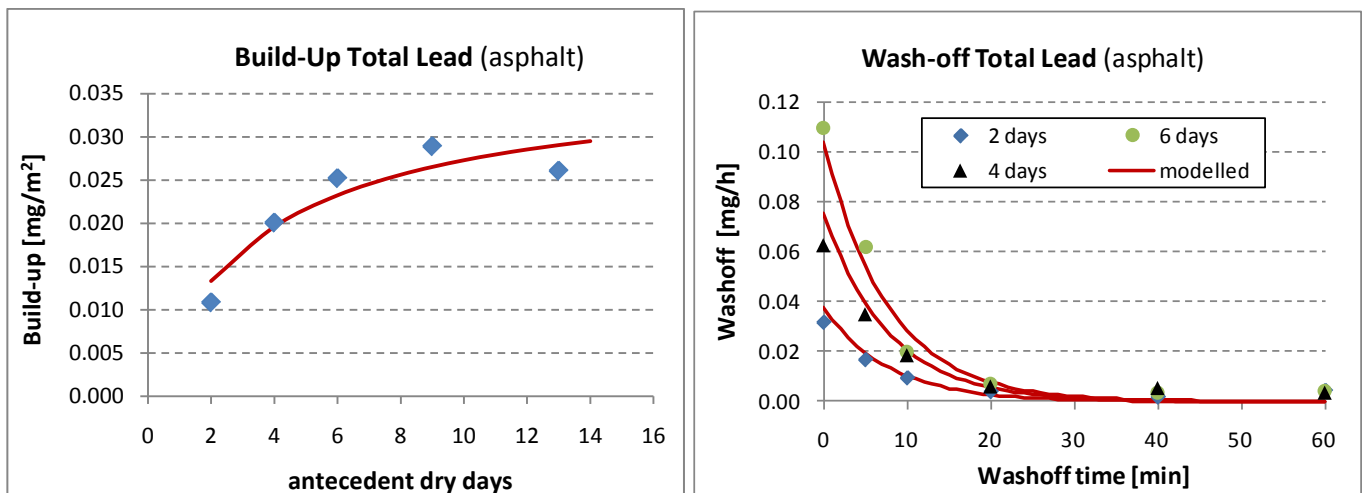 Build-Up Total Lead (asphalt)
Build-up [mg/m²]
0.035
0.030
0.025
0.020
0.015
0.010
0.005
0.000
0 2 4 6 8 10 12 14 16
antecedent dry days
Wash-off Total Lead (asphalt)
Washoff [mg/h]
0.12
0.10
0.08
0.06
0.04
0.02
0.00
2 days 6 days
4 days modelled
0 10 20 30 40 50 60
Washoff time [min]